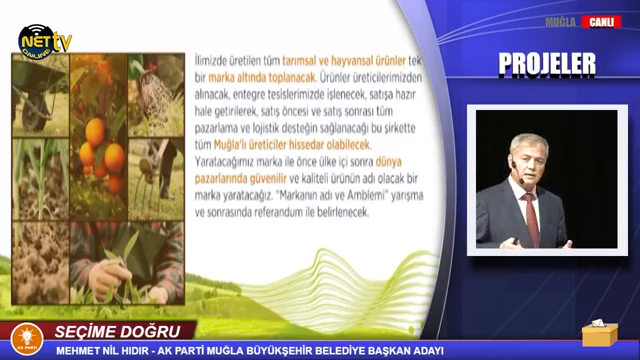 NET tv
ONLINE
MUĞLA CANLI
PROJELER
İlimizde üretilen tüm tarımsal ve hayvansal ürünler tek
bir marka altında toplanacak. Ürünler üreticilerimizden
alınacak, entegre tesislerimizde işlenecek, satışa hazır
hale getirilerek, satış öncesi ve satış sonrası tüm
pazarlama ve lojistik desteğin sağlanacağı bu şirkette
tüm Muğla'lı üreticiler hissedar olabilecek.
Yaratacağımız marka ile önce ülke içi sonra dünya
pazarlarında güvenilir ve kaliteli ürünün adı olacak bir
marka yaratacağız. "Markanın adı ve Amblemi" yarışma
ve sonrasında referandum ile belirlenecek.
AK PARTİ
SEÇİME DOĞRU
MEHMET NİL HIDIR - AK PARTİ MUĞLA BÜYÜKŞEHİR BELEDİYE BAŞKAN ADAYI